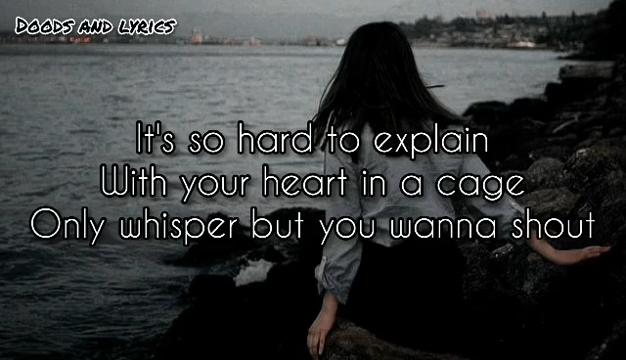 Doods and lyrics
It's so hard to explain
With your heart in a cage
Only whisper but you wanna shout